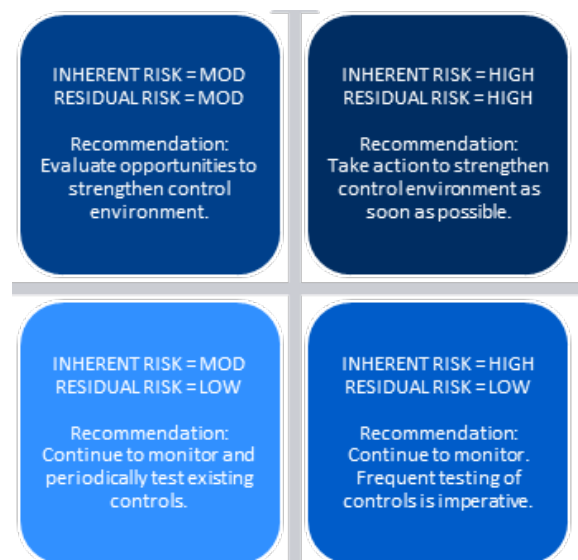 INHERENT RISK = MOD
RESIDUAL RISK = MOD
Recommendation:
Evaluate opportunities to
strengthen control
environment.
INHERENT RISK = HIGH
RESIDUAL RISK = HIGH
Recommendation:
Take action to strengthen
control environment as
soon as possible.
INHERENT RISK = MOD
RESIDUAL RISK = LOW
Recommendation:
Continue to monitor and
periodically test existing
controls.
INHERENT RISK = HIGH
RESIDUAL RISK = LOW
Recommendation:
Continue to monitor.
Frequent testing of
controls is imperative.